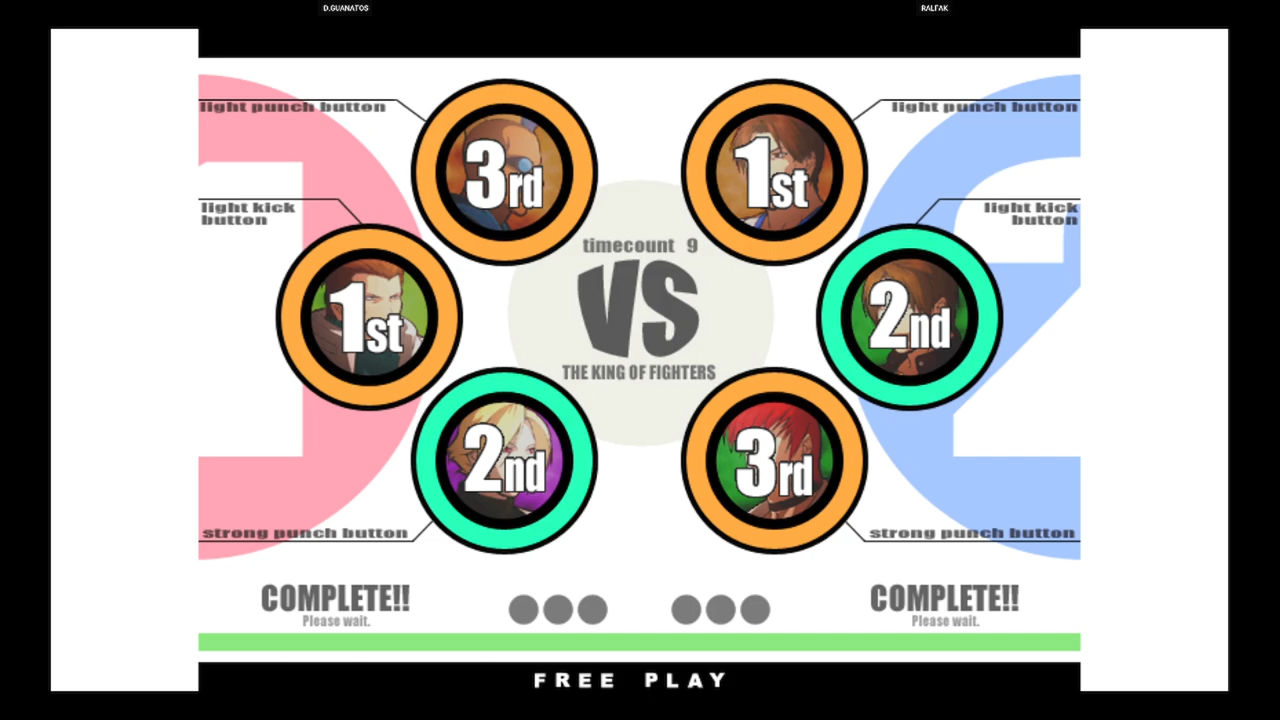 D.GUANATOS
RALFAK
light punch button
light punch button
3rd
1st
light kick
button
light kick
button
timecount 9
VS
THE KING OF FIGHTERS
1st
2nd
2nd
3rd
strong punch button
strong punch button
COMPLETE!!
Please wait.
COMPLETE!!
Please wait.
FREE PLAY